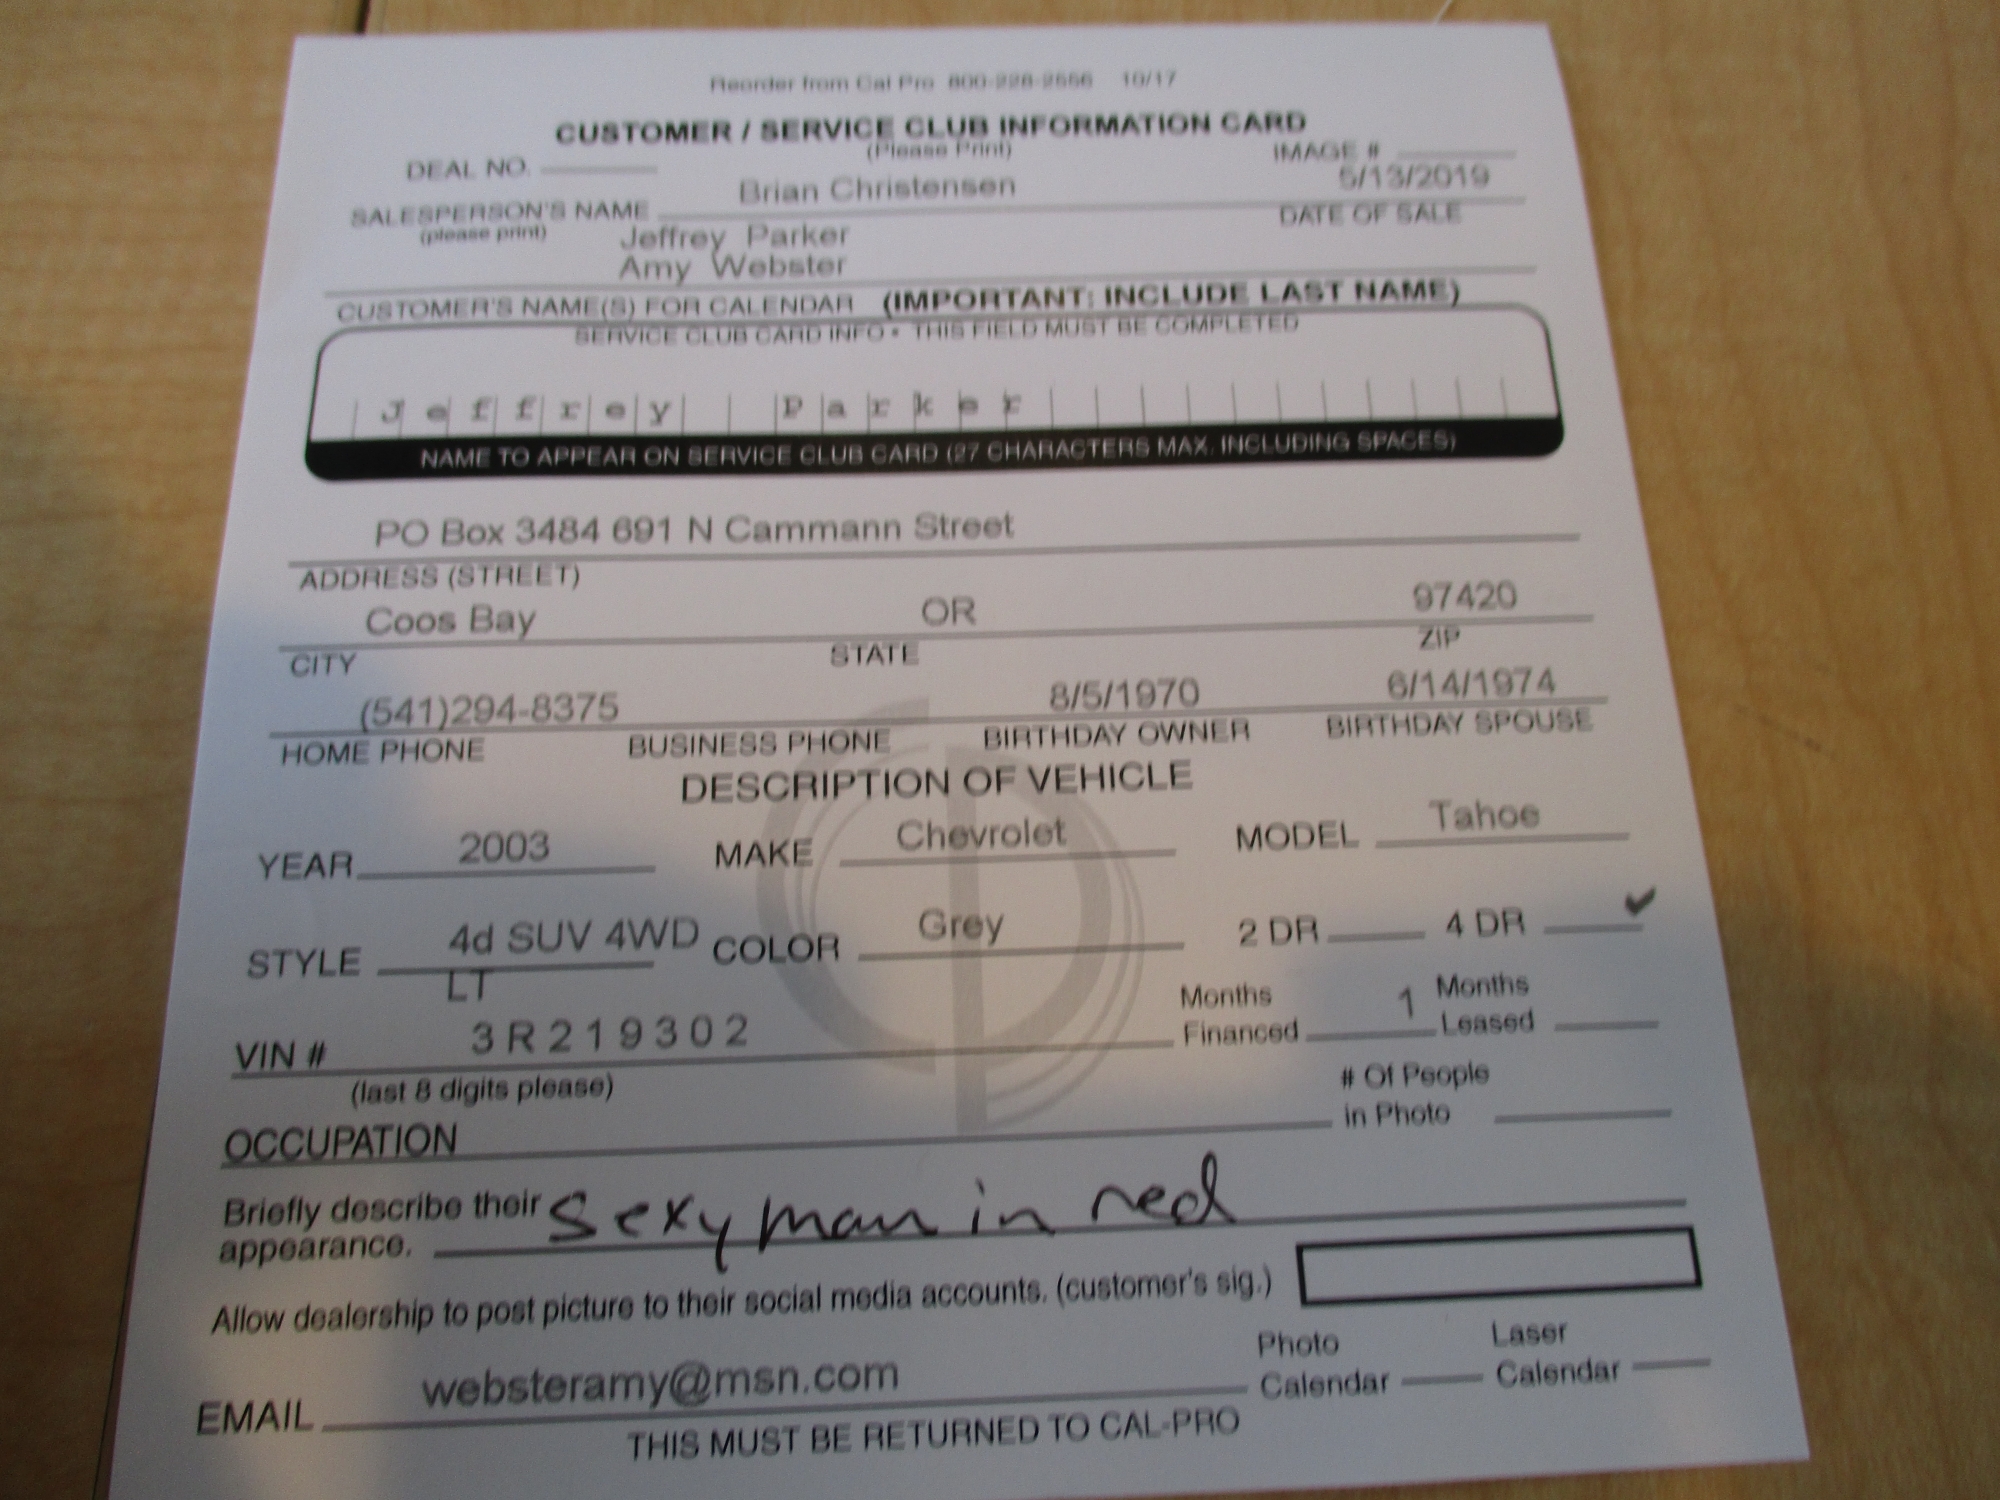 Reorder from Cal Pro 800-228-2556 10/17
CUSTOMER / SERVICE CLUB INFORMATION CARD
(Please Print)
DEAL NO. IMAGE #
Brian Christensen 5/13/2019
SALESPERSON'S NAME DATE OF SALE
(please print)
Jeffrey Parker
Amy Webster
CUSTOMER'S NAME(S) FOR CALENDAR (IMPORTANT: INCLUDE LAST NAME)
SERVICE CLUB CARD INFO • THIS FIELD MUST BE COMPLETED
Jeffrey Parker
NAME TO APPEAR ON SERVICE CLUB CARD (27 CHARACTERS MAX. INCLUDING SPACES)
PO Box 3484 691 N Cammann Street
ADDRESS (STREET)
Coos Bay OR 97420
CITY STATE ZIP
(541)294-8375 8/5/1970 6/14/1974
HOME PHONE BUSINESS PHONE BIRTHDAY OWNER BIRTHDAY SPOUSE
DESCRIPTION OF VEHICLE
YEAR 2003 MAKE Chevrolet MODEL Tahoe
STYLE 4d SUV 4WD COLOR Grey 2 DR 4 DR ✓
LT
VIN # 3R219302 Months Financed 1 Months Leased
(last 8 digits please)
OCCUPATION # Of People in Photo
Briefly describe their appearance. Sexy man in red
Allow dealership to post picture to their social media accounts. (customer's sig.)
EMAIL websteramy@msn.com Photo Calendar Laser Calendar
THIS MUST BE RETURNED TO CAL-PRO